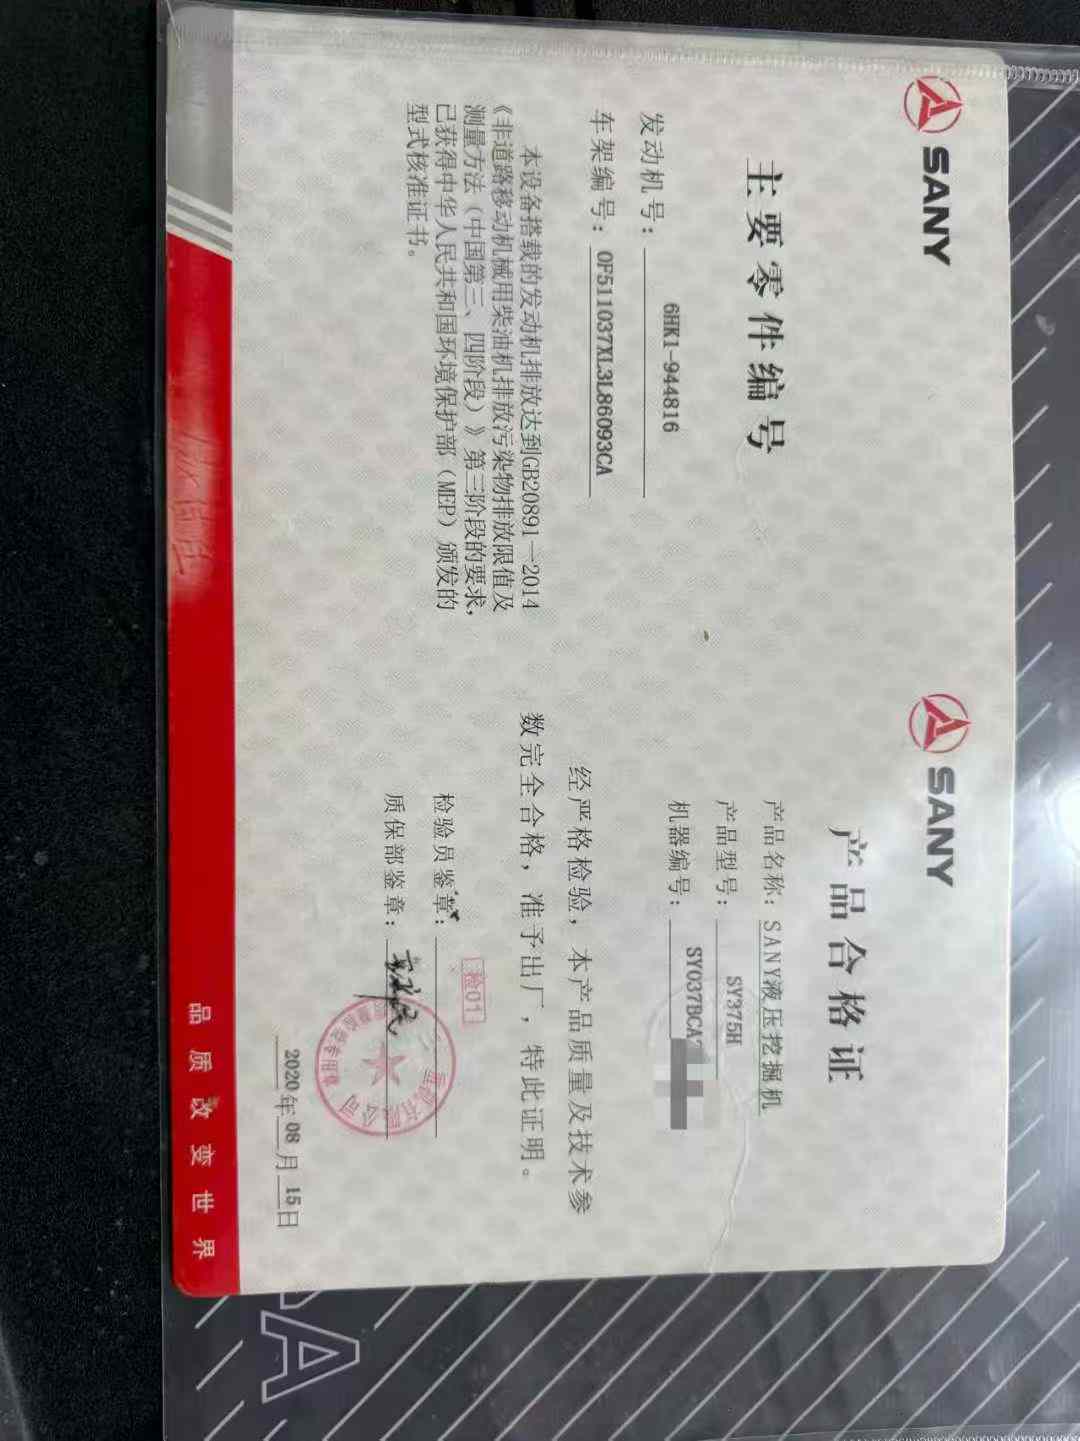 SANY
主要零件编号
发动机号：6HK1-944816
车架编号：0F511037XL3L86093CA
本设备搭载的发动机排放达到GB20891—2014
《非道路移动机械用柴油机排放污染物排放限值及
测量方法（中国第三、四阶段）》第三阶段的要求，
已获得中华人民共和国环境保护部（MEP）颁发的
型式核准证书。
SANY
产品合格证
产品名称：SANY液压挖掘机
产品型号：SY375H
机器编号：SY037BCA
经严格检验，本产品质量及技术参
数完全合格，准予出厂，特此证明。
检验员鉴章：
检01
质保部鉴章：
2020年08月15日
品质改变世界